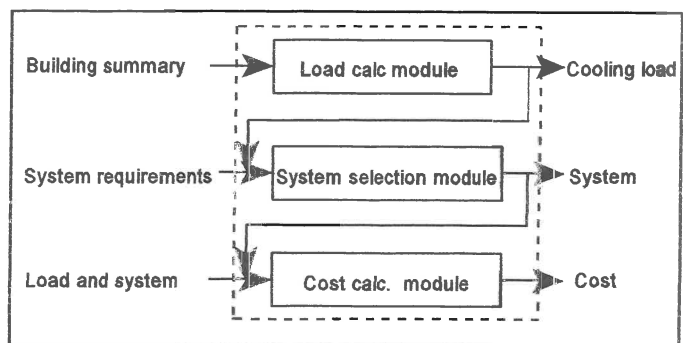 Building summary
Load calc module
Cooling load
System requirements
System selection module
System
Load and system
Cost calc. module
Cost